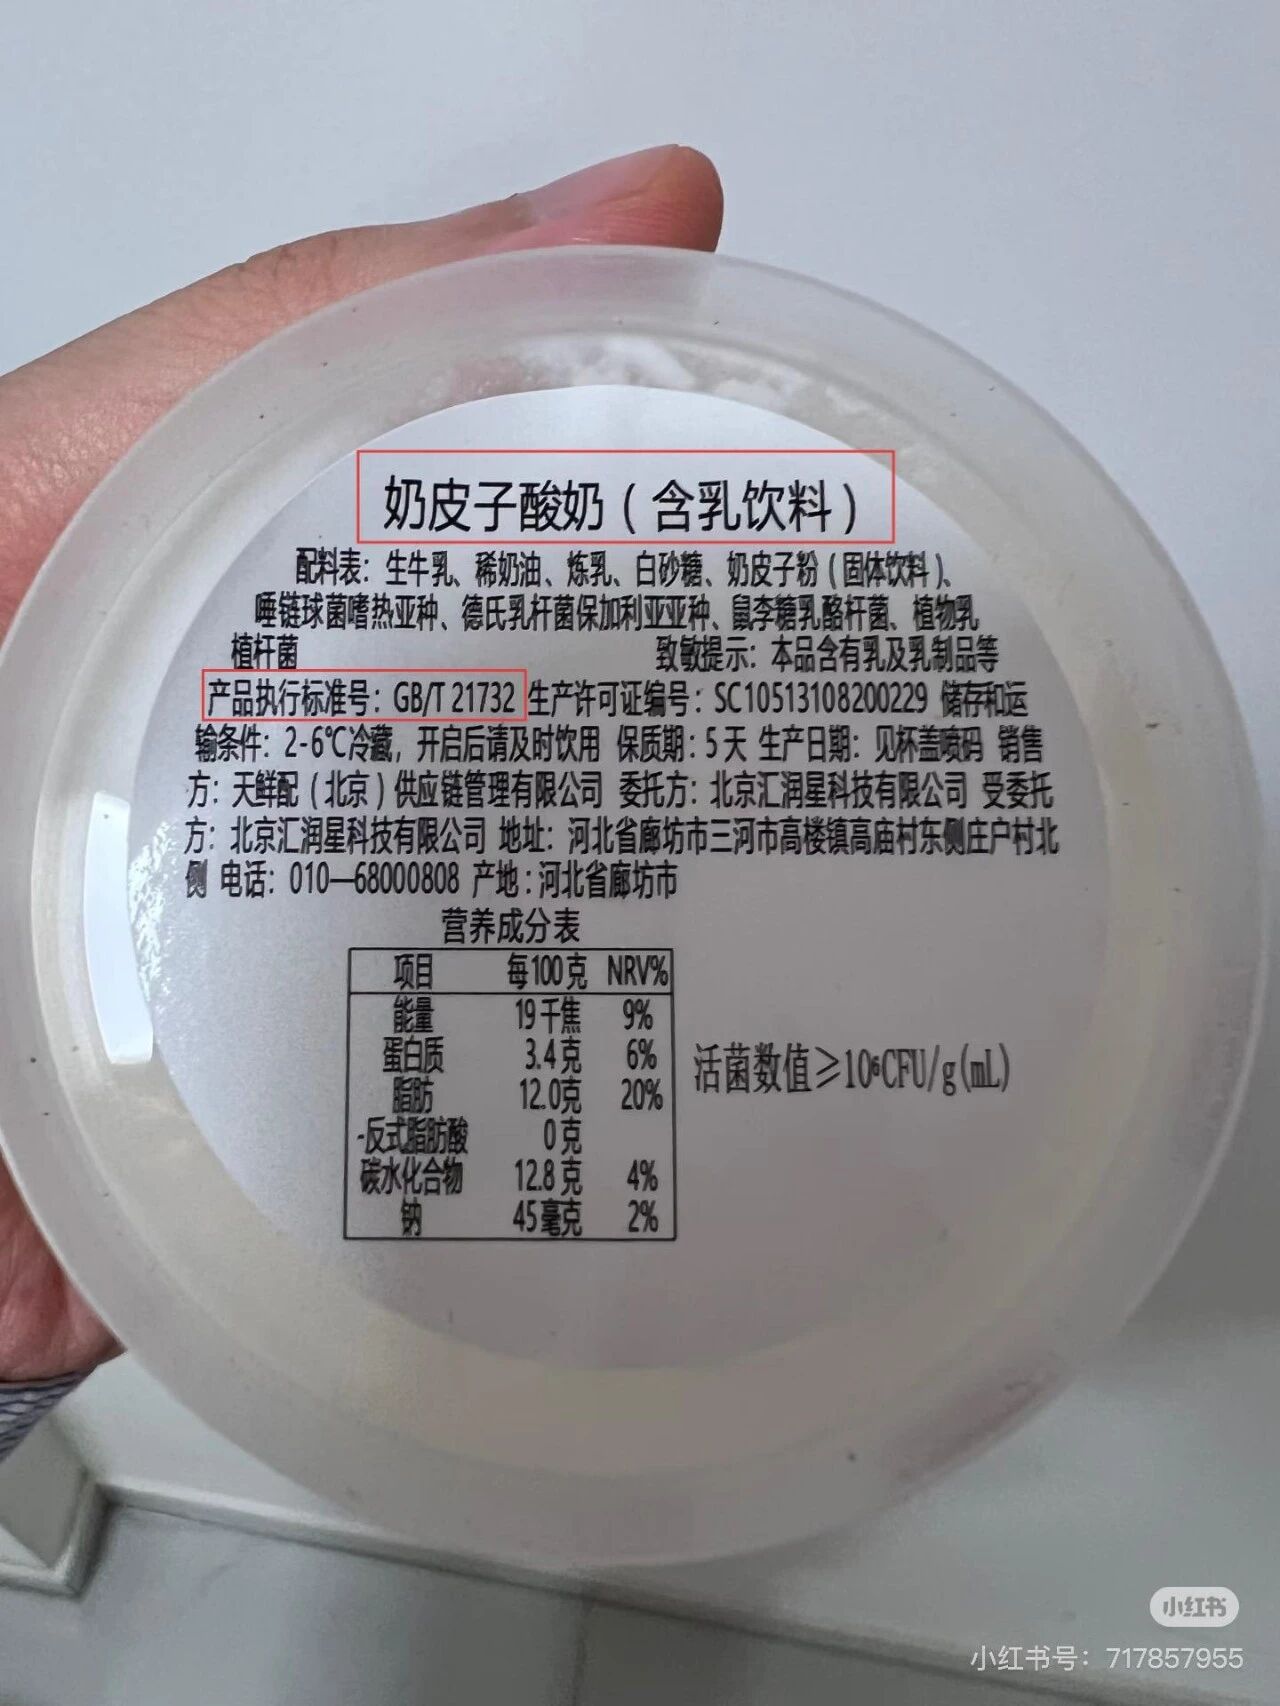 奶皮子酸奶（含乳饮料）
配料表：生牛乳、稀奶油、炼乳、白砂糖、奶皮子粉（固体饮料）、
唾链球菌嗜热亚种、德氏乳杆菌保加利亚亚种、鼠李糖乳酪杆菌、植物乳
植杆菌 致敏提示：本品含有乳及乳制品等
产品执行标准号：GB/T 21732 生产许可证编号：SC10513108200229 储存和运
输条件：2-6℃冷藏，开启后请及时饮用 保质期：5天 生产日期：见杯盖喷码 销售
方：天鲜配（北京）供应链管理有限公司 委托方：北京汇润星科技有限公司 受委托
方：北京汇润星科技有限公司 地址：河北省廊坊市三河市高楼镇高庙村东侧庄户村北
侧 电话：010—68000808 产地：河北省廊坊市
营养成分表
项目 每100克 NRV%
能量 19千焦 9%
蛋白质 3.4克 6%
脂肪 12.0克 20%
-反式脂肪酸 0克
碳水化合物 12.8克 4%
钠 45毫克 2%
活菌数值≥10⁶CFU/g(mL)
小红书
小红书号：717857955